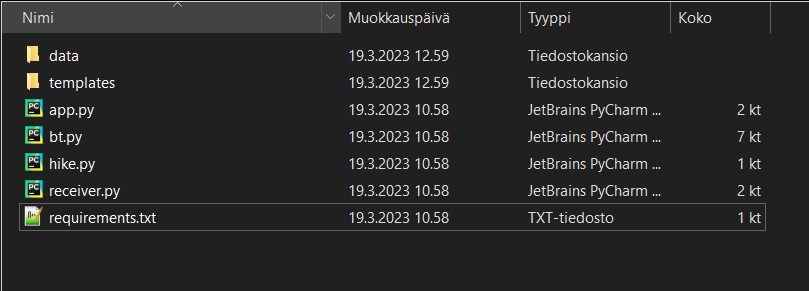 Nimi Muokkauspäivä Tyyppi Koko
data 19.3.2023 12.59 Tiedostokansio
templates 19.3.2023 12.59 Tiedostokansio
app.py 19.3.2023 10.58 JetBrains PyCharm ... 2 kt
bt.py 19.3.2023 10.58 JetBrains PyCharm ... 7 kt
hike.py 19.3.2023 10.58 JetBrains PyCharm ... 1 kt
receiver.py 19.3.2023 10.58 JetBrains PyCharm ... 2 kt
requirements.txt 19.3.2023 10.58 TXT-tiedosto 1 kt